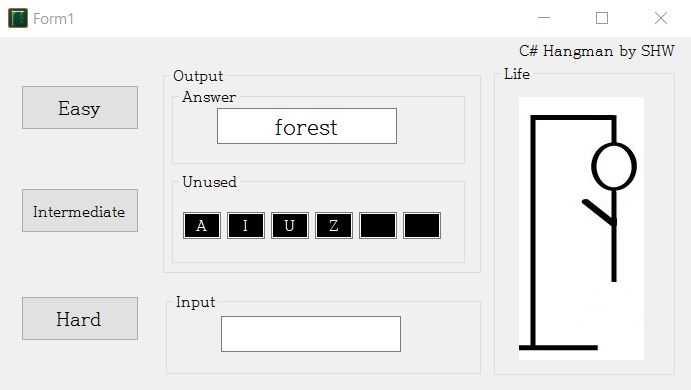 Form1
C# Hangman by SHW
Easy
Intermediate
Hard
Output
Answer
forest
Unused
A I U Z
Input
Life